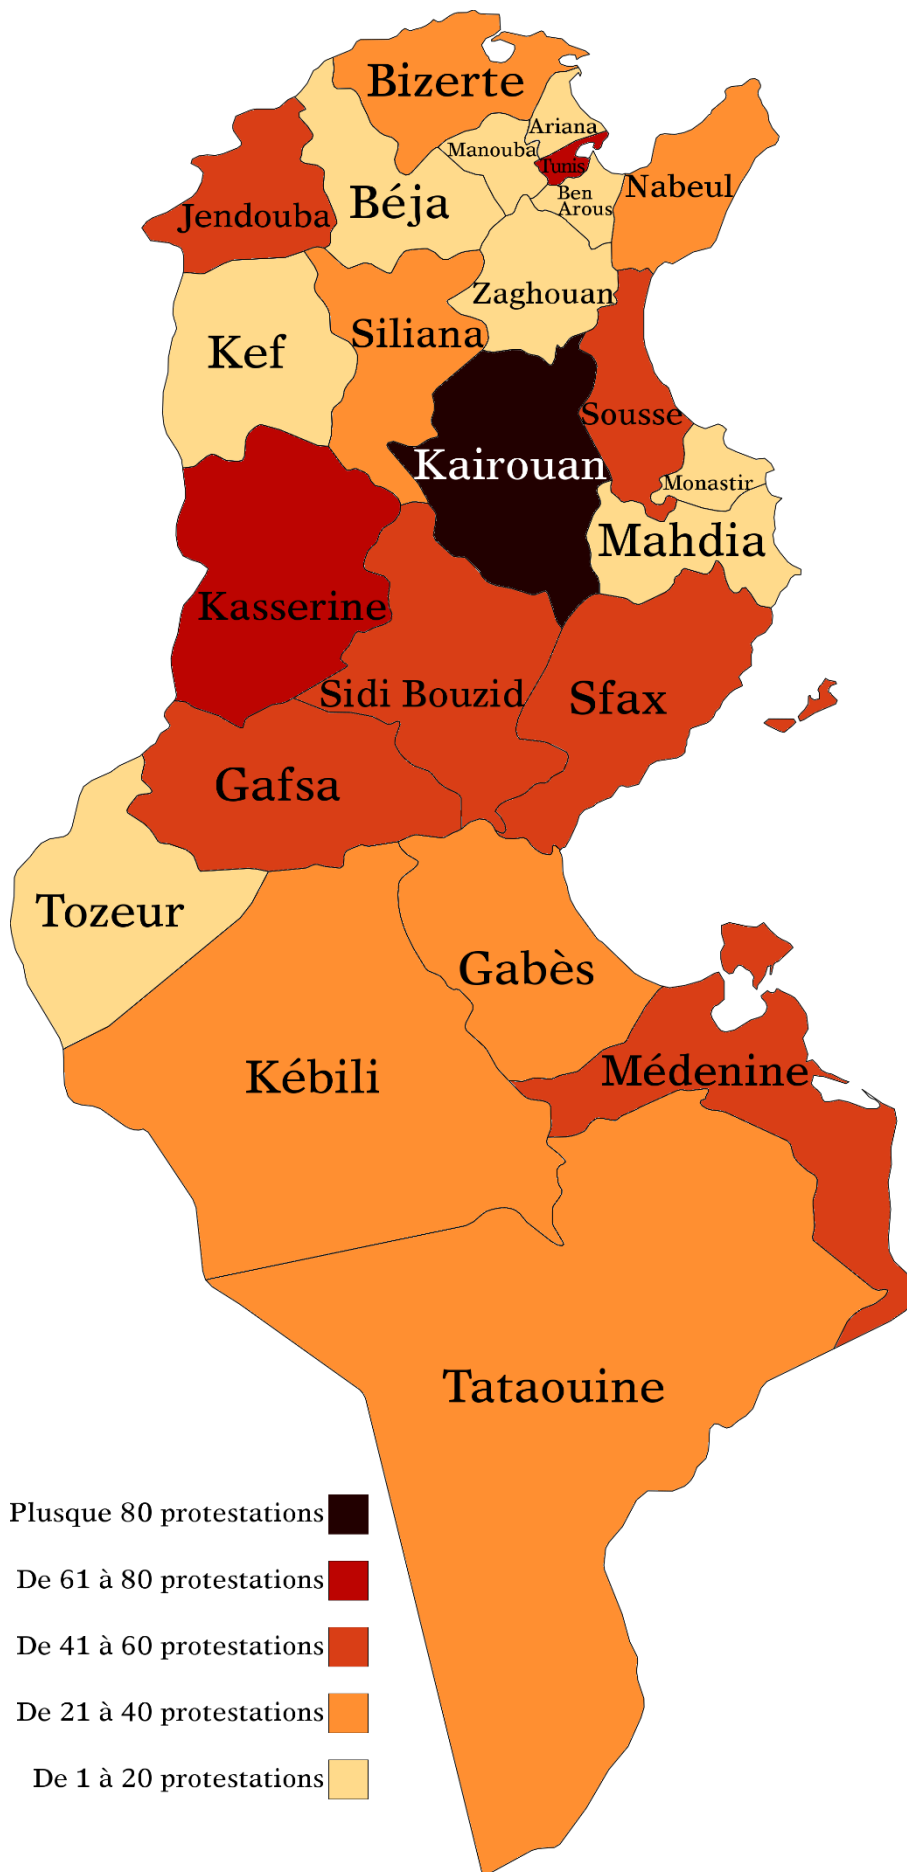 Bizerte
Ariana
Manouba
Tunis
Nabeul
Ben
Arous
Béja
Jendouba
Zaghouan
Siliana
Kef
Sousse
Kairouan
Monastir
Mahdia
Kasserine
Sidi Bouzid
Sfax
Gafsa
Tozeur
Gabès
Médenine
Kébili
Tataouine
Plusque 80 protestations
De 61 à 80 protestations
De 41 à 60 protestations
De 21 à 40 protestations
De 1 à 20 protestations